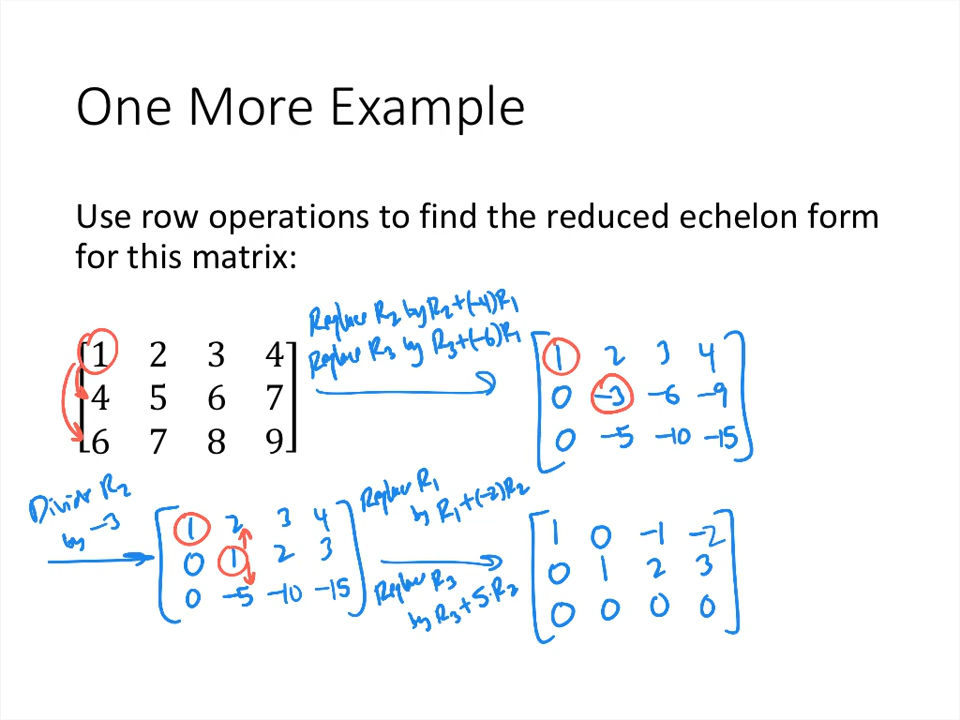 One More Example
Use row operations to find the reduced echelon form
for this matrix:
Replace R₂ by R₂+(-4)R₁
Replace R₃ by R₃+(-6)R₁
1 2 3 4
4 5 6 7
6 7 8 9
1 2 3 4
0 -3 -6 -9
0 -5 -10 -15
Divide R₂
by -3
1 2 3 4
0 1 2 3
0 -5 -10 -15
Replace R₁
by R₁+(-2)R₂
Replace R₃
by R₃+5·R₂
1 0 -1 -2
0 1 2 3
0 0 0 0